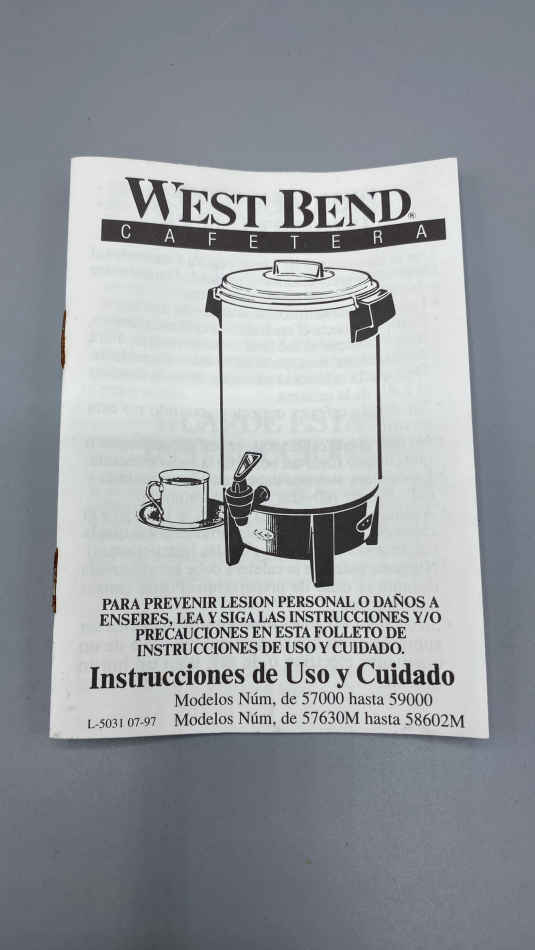 WEST BEND®
CAFETERA
PARA PREVENIR LESION PERSONAL O DAÑOS A
ENSERES, LEA Y SIGA LAS INSTRUCCIONES Y/O
PRECAUCIONES EN ESTA FOLLETO DE
INSTRUCCIONES DE USO Y CUIDADO.
Instrucciones de Uso y Cuidado
Modelos Núm, de 57000 hasta 59000
L-5031 07-97 Modelos Núm, de 57630M hasta 58602M